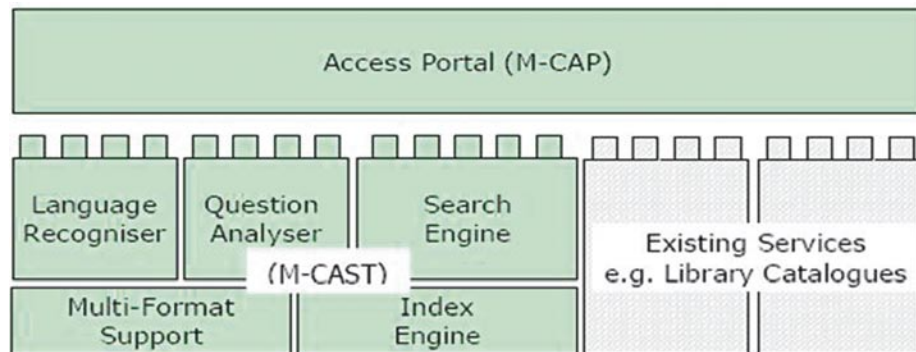 Access Portal (M-CAP)
Language
Recogniser
Question
Analyser
Search
Engine
Existing Services
e.g. Library Catalogues
(M-CAST)
Multi-Format
Support
Index
Engine